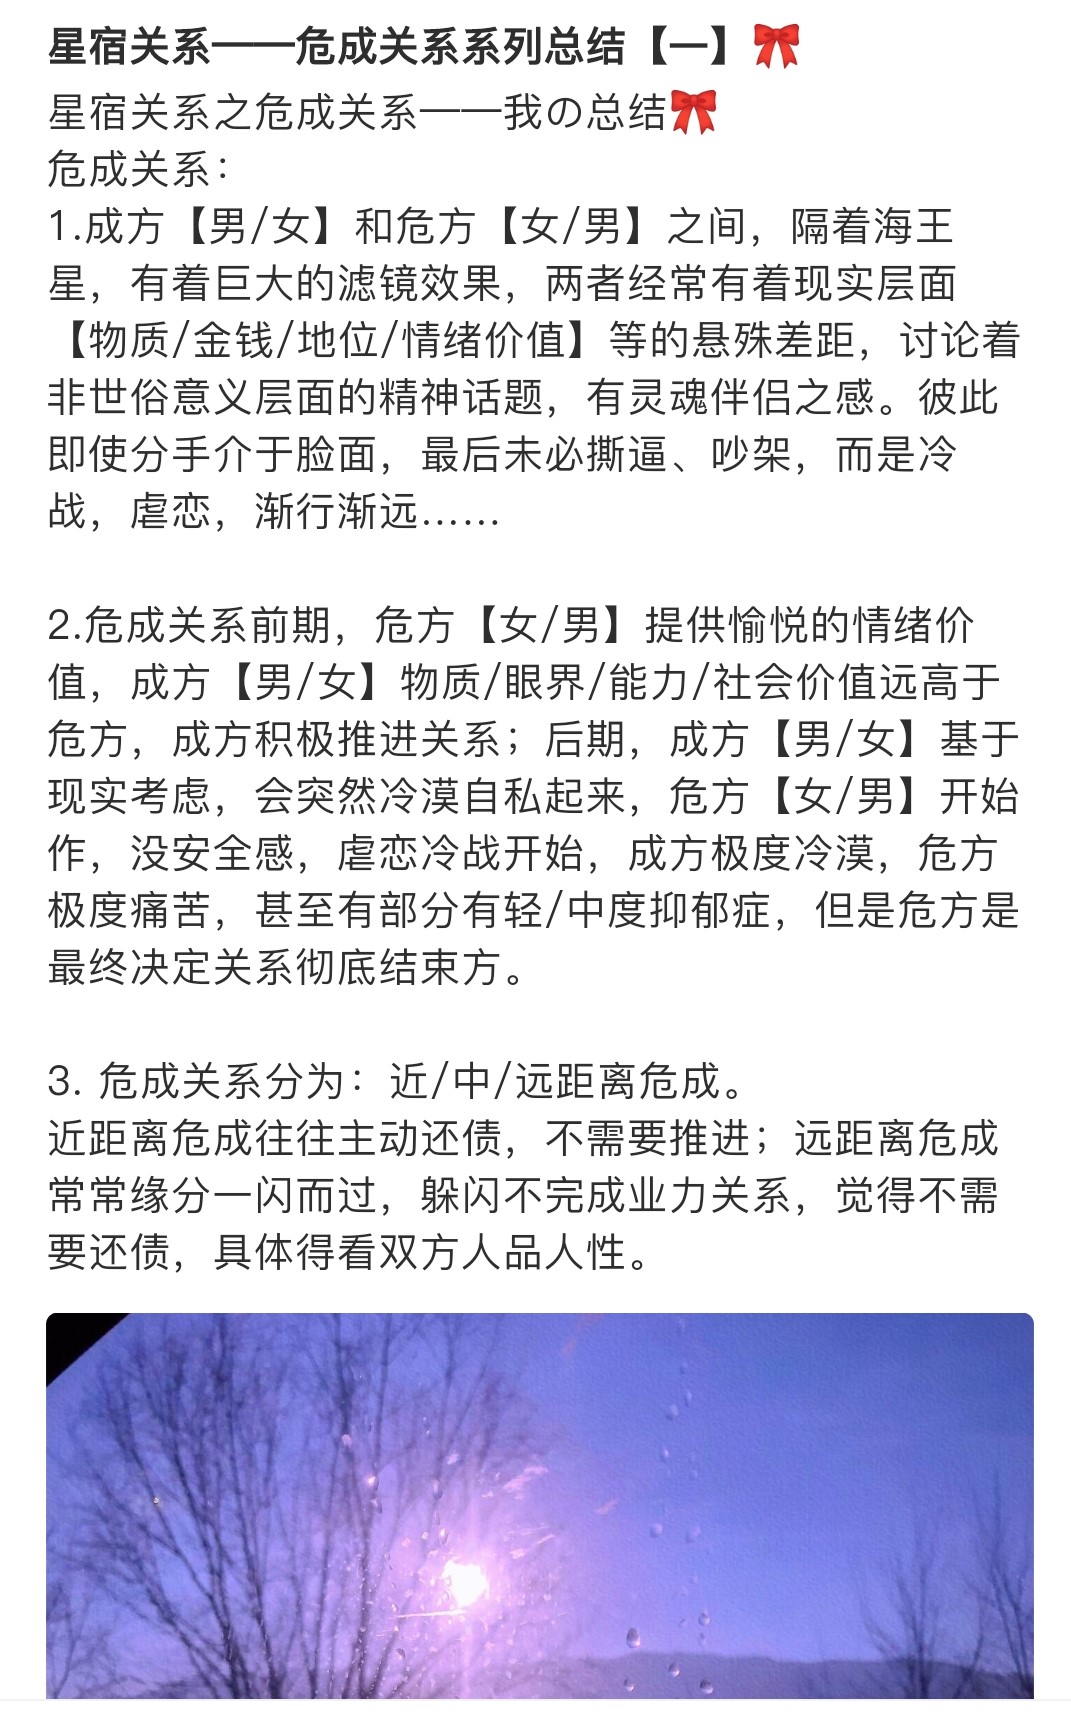 星宿关系——危成关系系列总结【一】🎀
星宿关系之危成关系——我の总结🎀
危成关系：
1.成方【男/女】和危方【女/男】之间，隔着海王
星，有着巨大的滤镜效果，两者经常有着现实层面
【物质/金钱/地位/情绪价值】等的悬殊差距，讨论着
非世俗意义层面的精神话题，有灵魂伴侣之感。彼此
即使分手介于脸面，最后未必撕逼、吵架，而是冷
战，虐恋，渐行渐远......
2.危成关系前期，危方【女/男】提供愉悦的情绪价
值，成方【男/女】物质/眼界/能力/社会价值远高于
危方，成方积极推进关系；后期，成方【男/女】基于
现实考虑，会突然冷漠自私起来，危方【女/男】开始
作，没安全感，虐恋冷战开始，成方极度冷漠，危方
极度痛苦，甚至有部分有轻/中度抑郁症，但是危方是
最终决定关系彻底结束方。
3. 危成关系分为：近/中/远距离危成。
近距离危成往往主动还债，不需要推进；远距离危成
常常缘分一闪而过，躲闪不完成业力关系，觉得不需
要还债，具体得看双方人品人性。